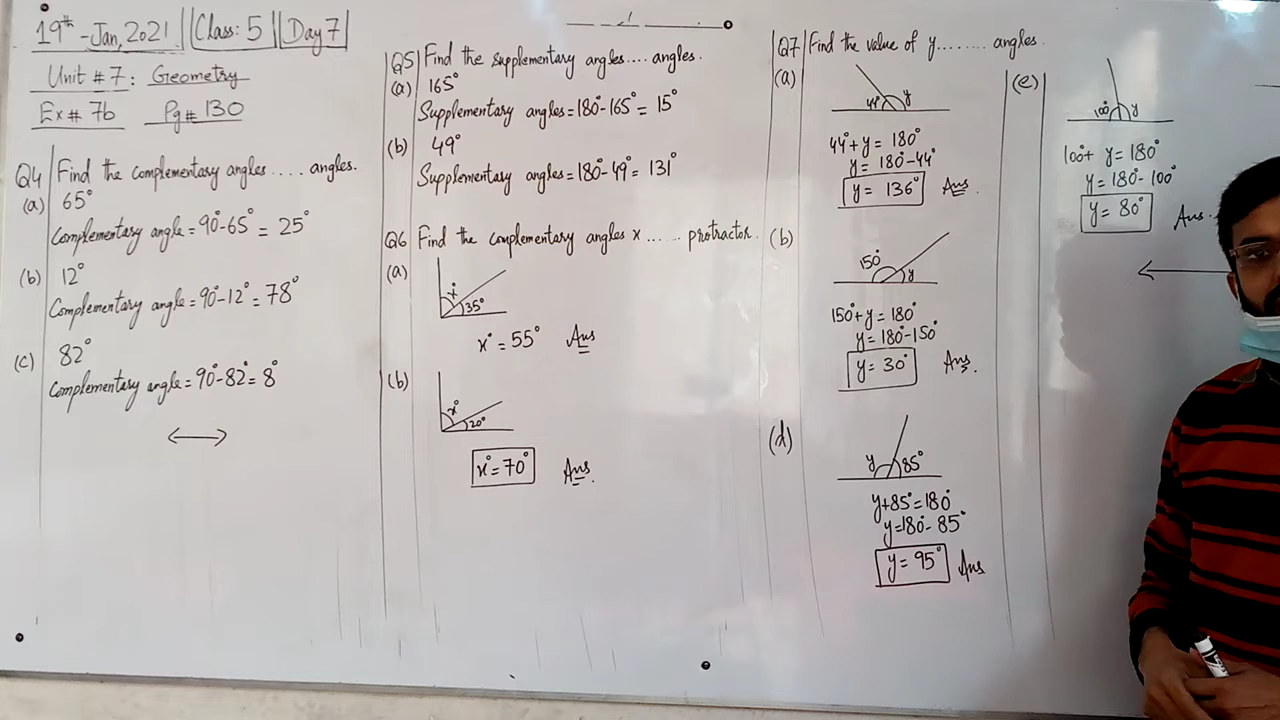 19th -Jan, 2021 Class: 5 Day 7
Unit # 7: Geometry
Ex# 7b Pg# 130
Q4 Find the complementary angles .... angles.
(a) 65°
Complementary angle = 90°-65° = 25°
(b) 12°
Complementary angle = 90°-12° = 78°
(c) 82°
Complementary angle = 90°-82° = 8°
Q5 Find the supplementary angles .... angles.
(a) 165°
Supplementary angles = 180°-165° = 15°
(b) 49°
Supplementary angles = 180°-49° = 131°
Q6 Find the complementary angles x ...... protractor.
(a)
x° 35°
x° = 55° Ans
(b)
x° 20°
x° = 70° Ans.
Q7 Find the value of y ........ angles.
(a)
44° y
44°+y = 180°
y = 180°-44°
y = 136° Ans.
(b)
150° y
150°+y = 180°
y = 180°-150°
y = 30° Ans.
(d)
y 85°
y+85° = 180°
y = 180°- 85°
y = 95° Ans
(e)
100° y
100°+ y = 180°
y = 180°- 100°
y = 80° Ans.